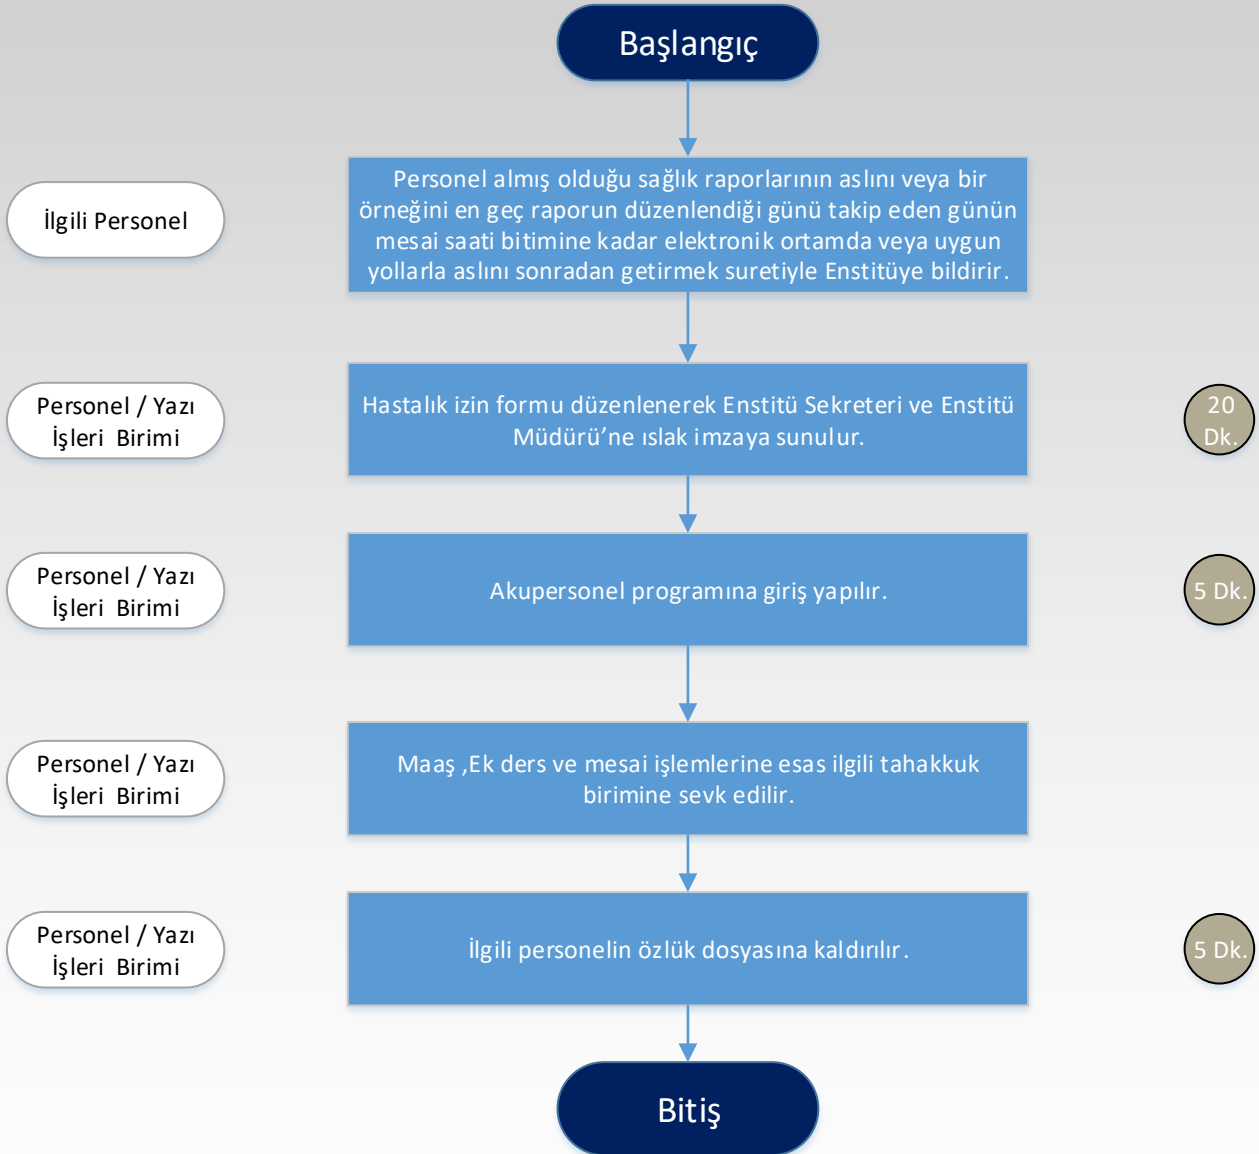 Başlangıç
İlgili Personel
Personel almış olduğu sağlık raporlarının aslını veya bir
örneğini en geç raporun düzenlendiği günü takip eden günün
mesai saati bitimine kadar elektronik ortamda veya uygun
yollarla aslını sonradan getirmek suretiyle Enstitüye bildirir.
Personel / Yazı
İşleri Birimi
Hastalık izin formu düzenlenerek Enstitü Sekreteri ve Enstitü
Müdürü’ne ıslak imzaya sunulur.
20
Dk.
Personel / Yazı
İşleri Birimi
Akupersonel programına giriş yapılır.
5 Dk.
Personel / Yazı
İşleri Birimi
Maaş ,Ek ders ve mesai işlemlerine esas ilgili tahakkuk
birimine sevk edilir.
Personel / Yazı
İşleri Birimi
İlgili personelin özlük dosyasına kaldırılır.
5 Dk.
Bitiş